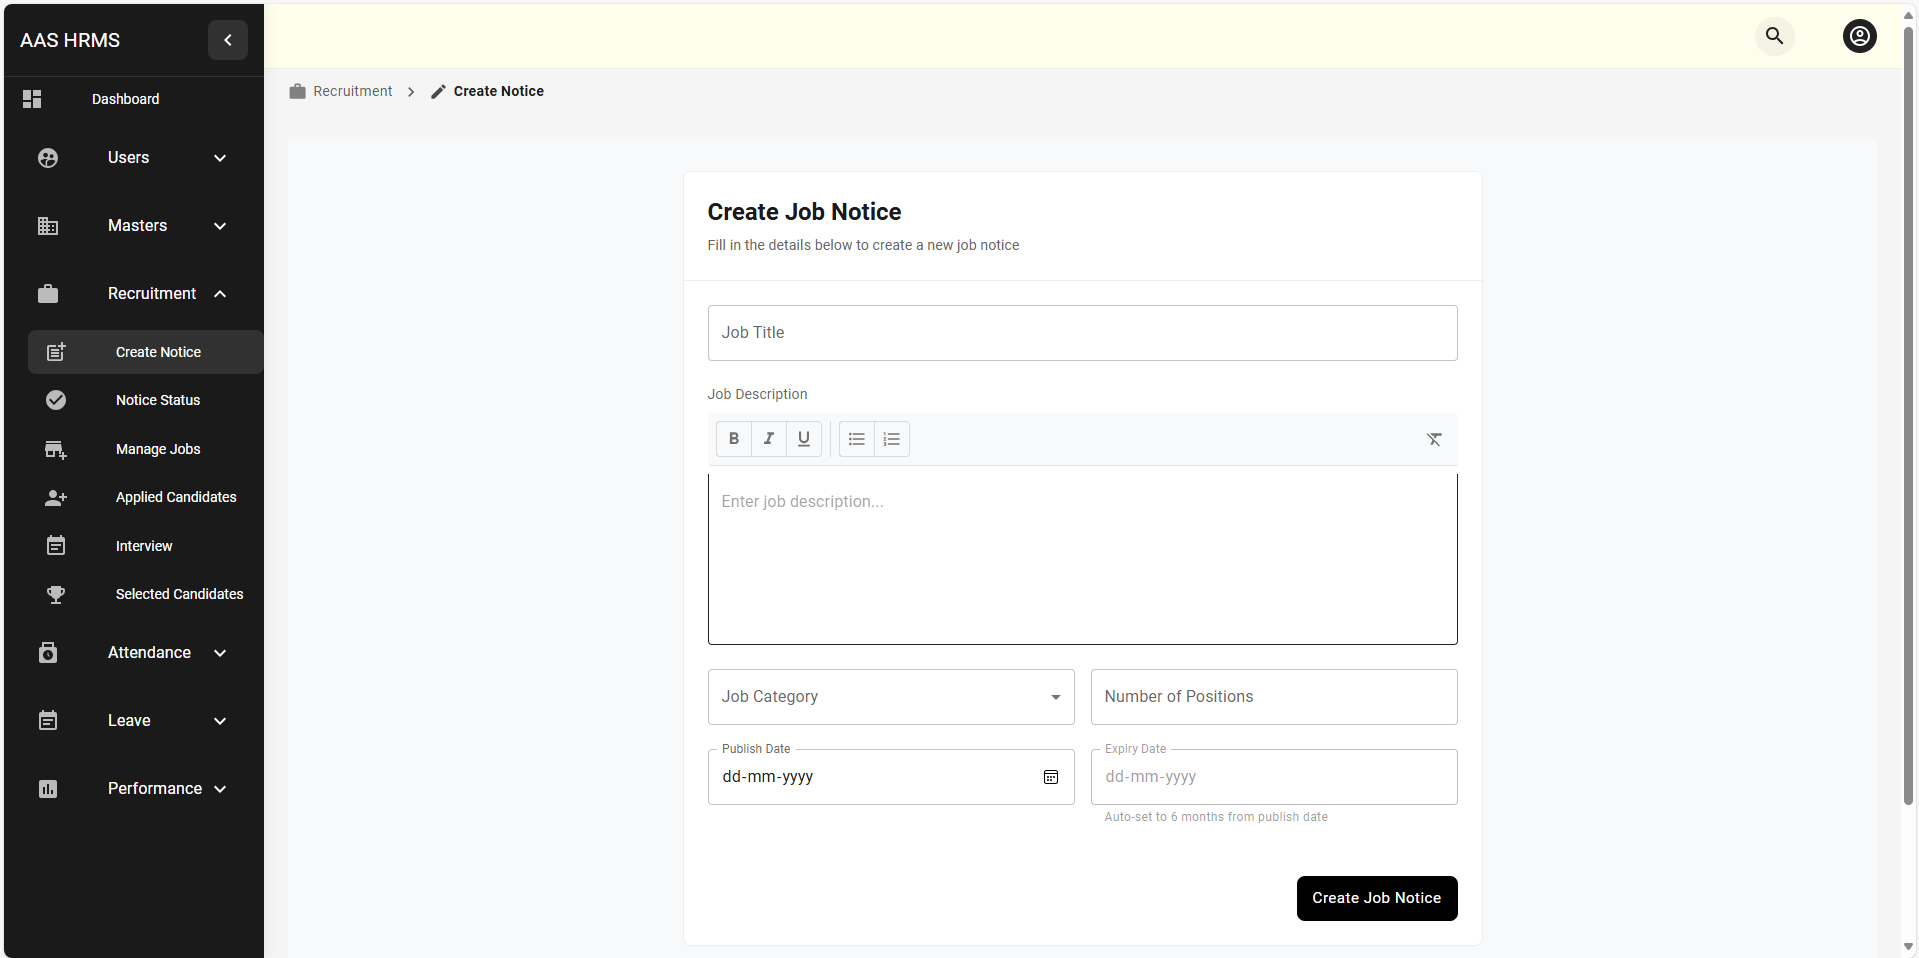 AAS HRMS
Dashboard
Users
Masters
Recruitment
Create Notice
Notice Status
Manage Jobs
Applied Candidates
Interview
Selected Candidates
Attendance
Leave
Performance
Recruitment > Create Notice
Create Job Notice
Fill in the details below to create a new job notice
Job Title
Job Description
B I U
Enter job description...
Job Category
Number of Positions
Publish Date
dd-mm-yyyy
Expiry Date
dd-mm-yyyy
Auto-set to 6 months from publish date
Create Job Notice